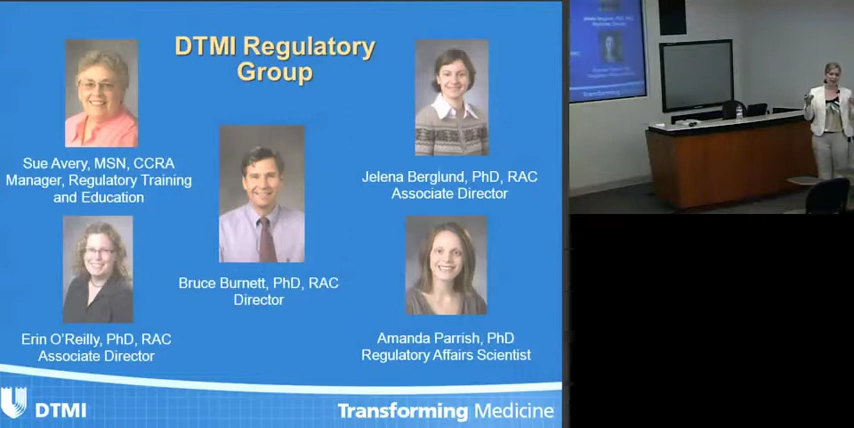 DTMI Regulatory
Group
Sue Avery, MSN, CCRA
Manager, Regulatory Training
and Education
Jelena Berglund, PhD, RAC
Associate Director
Bruce Burnett, PhD, RAC
Director
Erin O'Reilly, PhD, RAC
Associate Director
Amanda Parrish, PhD
Regulatory Affairs Scientist
DTMI
Transforming Medicine
Transforming Medicine